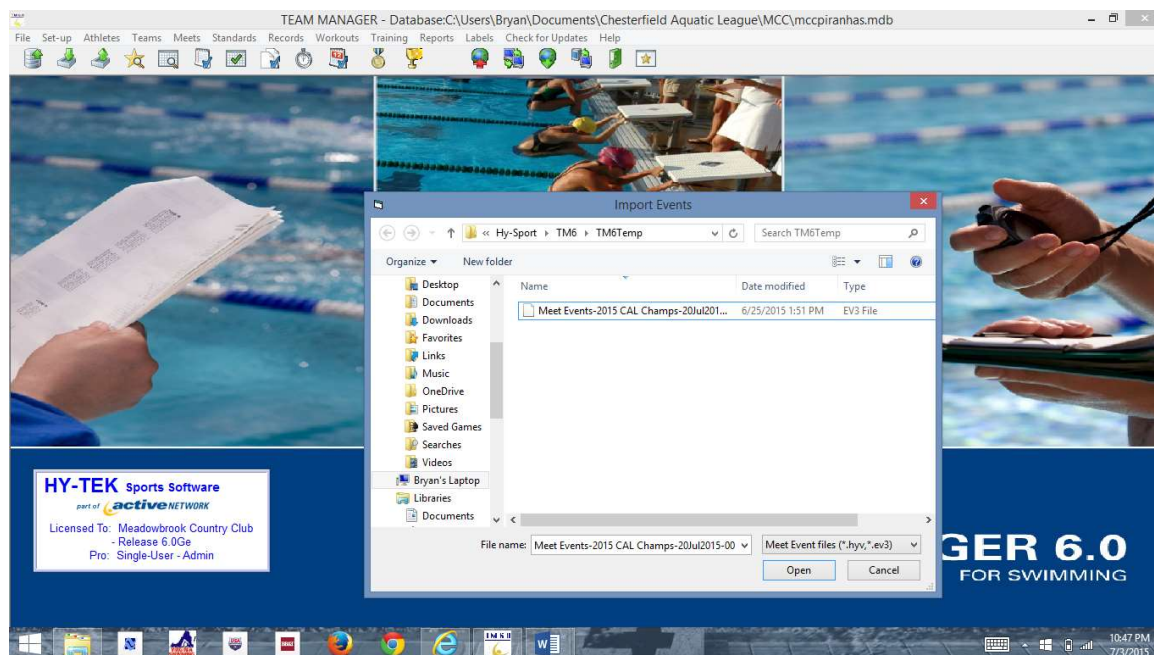 TEAM MANAGER - Database:C:\Users\Bryan\Documents\Chesterfield Aquatic League\MCC\mccpiranhas.mdb
File Set-up Athletes Teams Meets Standards Records Workouts Training Reports Labels Check for Updates Help
Import Events
« Hy-Sport TM6 TM6Temp
Search TM6Temp
Organize New folder
Name Date modified Type
Meet Events-2015 CAL Champs-20Jul201... 6/25/2015 1:51 PM EV3 File
Desktop
Documents
Downloads
Favorites
Links
Music
OneDrive
Pictures
Saved Games
Searches
Videos
Bryan's Laptop
Libraries
Documents
File name: Meet Events-2015 CAL Champs-20Jul2015-00 Meet Event files (*.hyv,*.ev3)
Open Cancel
HY-TEK Sports Software
part of active NETWORK
Licensed To: Meadowbrook Country Club
- Release 6.0Ge
Pro: Single-User - Admin
GER 6.0
FOR SWIMMING
10:47 PM
7/3/2015